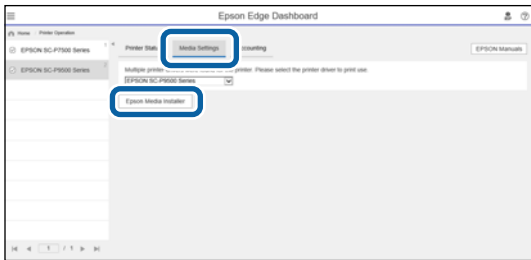 Epson Edge Dashboard
Home Printer Operation
EPSON SC-P7500 Series
EPSON SC-P9500 Series
Printer Stat
Media Settings
counting
EPSON Manuals
Multiple printer
printer. Please select the printer driver to print use.
EPSON SC-P9500 Series
Epson Media Installer
1 / 1